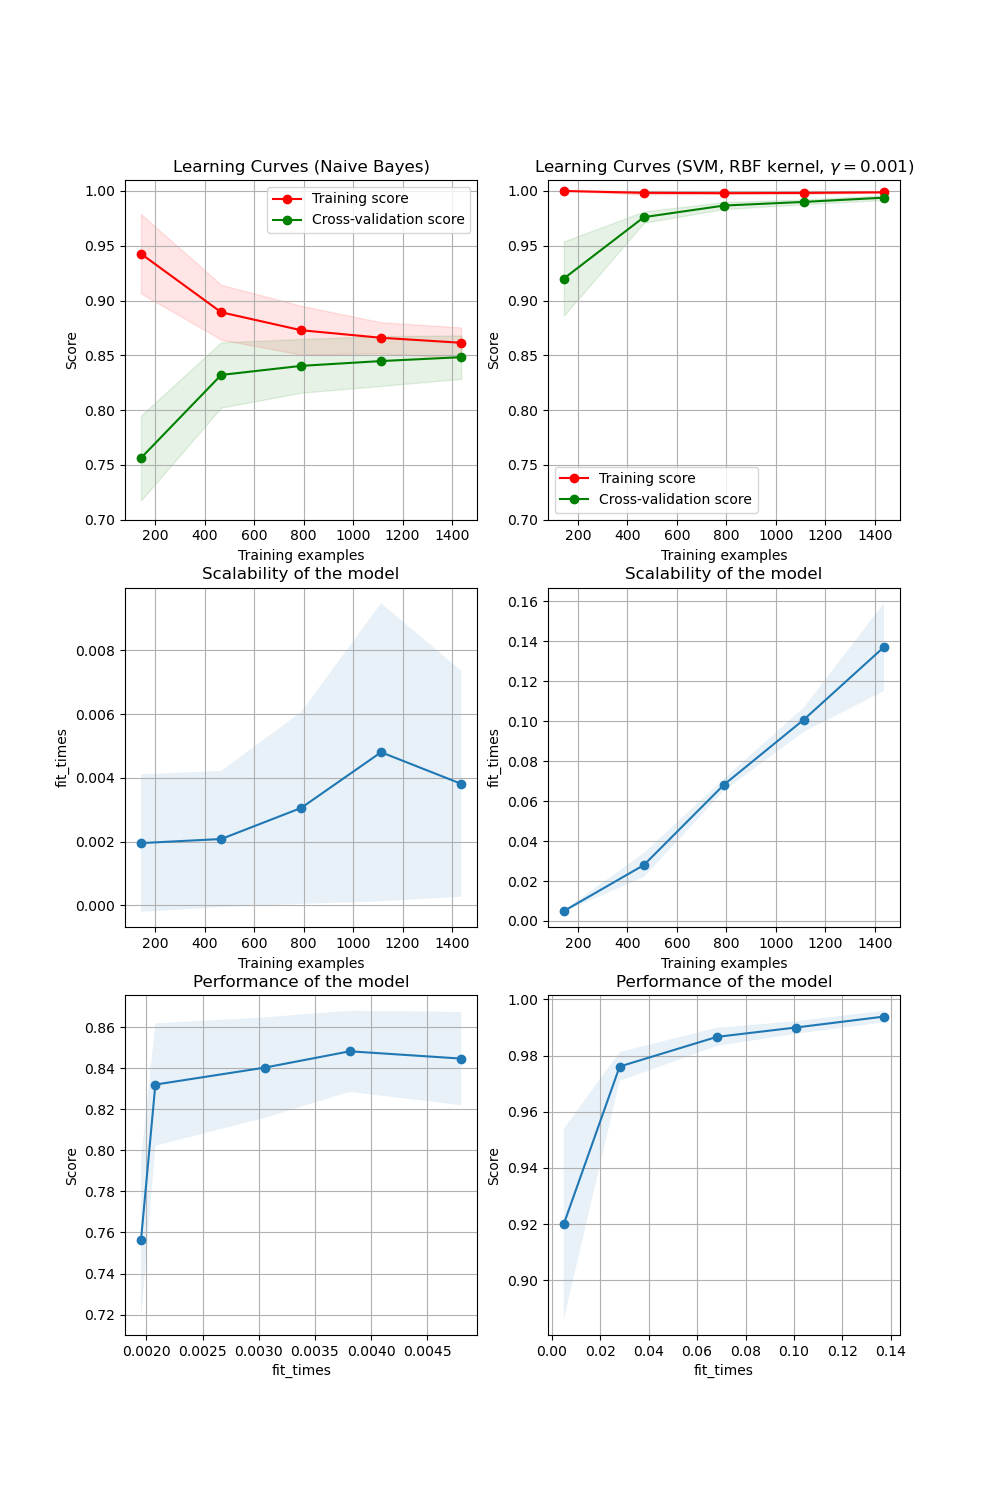 Learning Curves (Naive Bayes)
1.00
0.95
0.90
0.85
0.80
0.75
0.70
Score
Training score
Cross-validation score
200 400 600 800 1000 1200 1400
Training examples
Learning Curves (SVM, RBF kernel, γ = 0.001)
1.00
0.95
0.90
0.85
0.80
0.75
0.70
Score
Training score
Cross-validation score
200 400 600 800 1000 1200 1400
Training examples
Scalability of the model
0.008
0.006
0.004
0.002
0.000
fit_times
200 400 600 800 1000 1200 1400
Training examples
Scalability of the model
0.16
0.14
0.12
0.10
0.08
0.06
0.04
0.02
0.00
fit_times
200 400 600 800 1000 1200 1400
Training examples
Performance of the model
0.86
0.84
0.82
0.80
0.78
0.76
0.74
0.72
Score
0.0020 0.0025 0.0030 0.0035 0.0040 0.0045
fit_times
Performance of the model
1.00
0.98
0.96
0.94
0.92
0.90
Score
0.00 0.02 0.04 0.06 0.08 0.10 0.12 0.14
fit_times